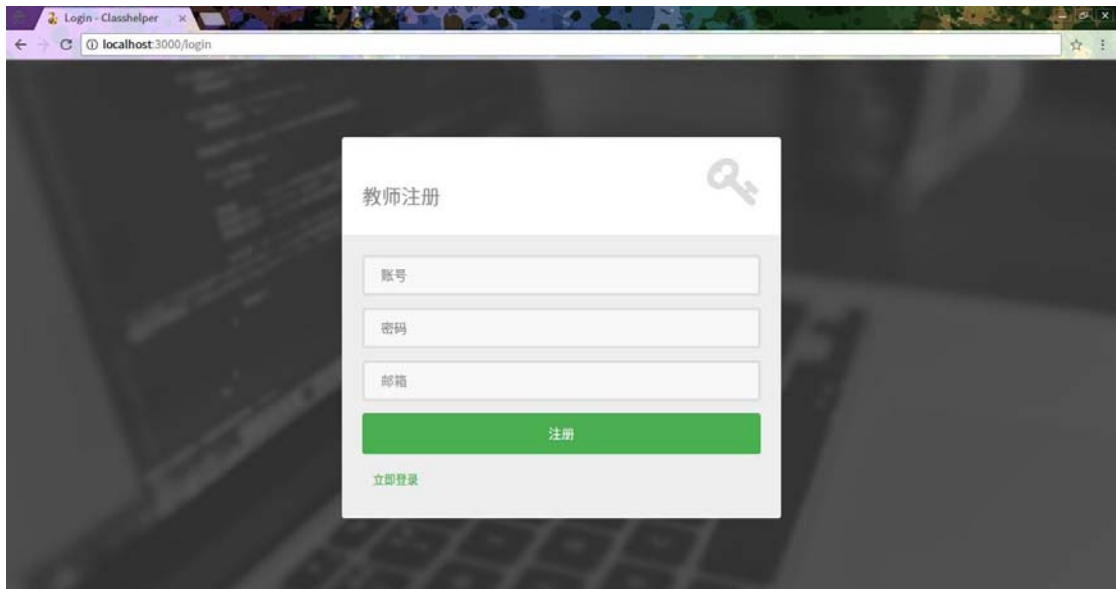 Login - Classhelper
localhost:3000/login
教师注册
账号
密码
邮箱
注册
立即登录